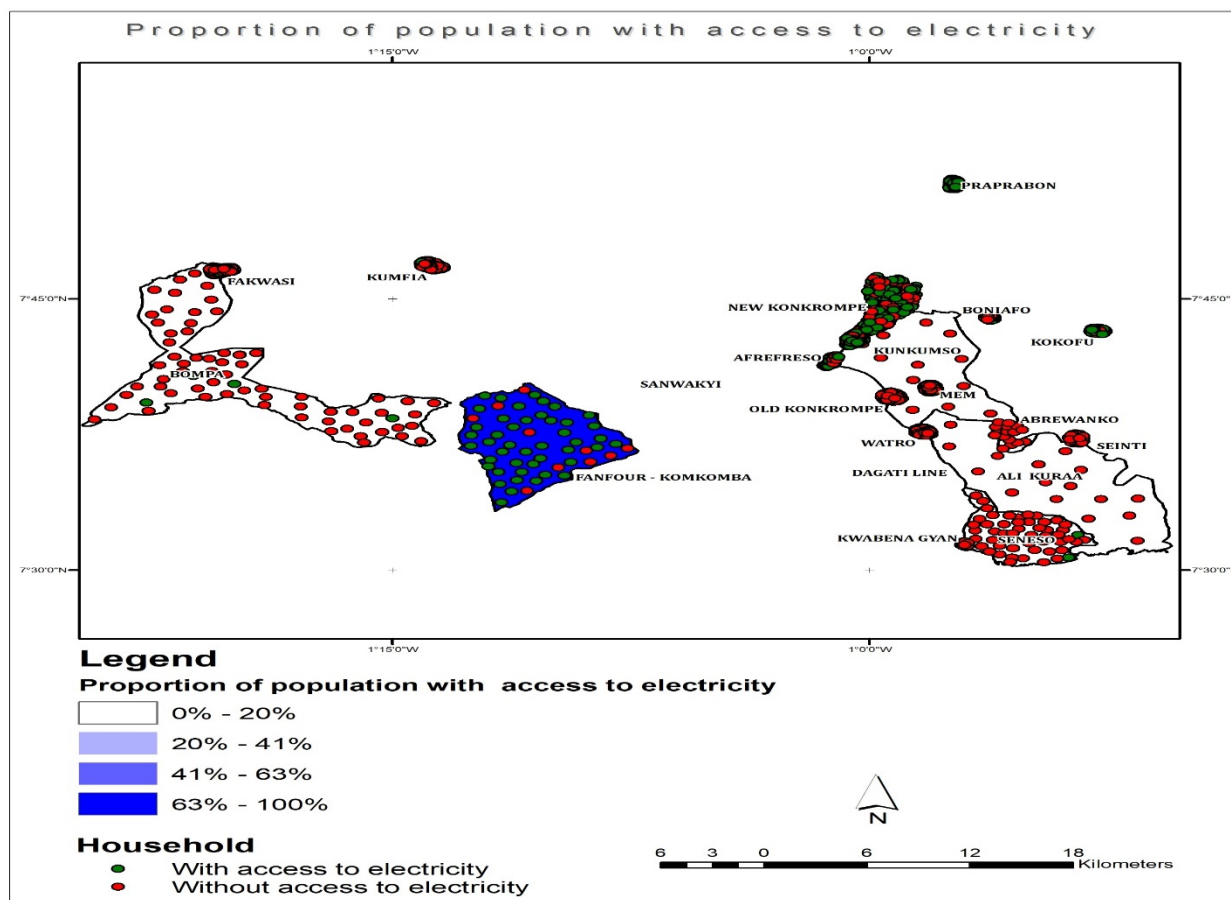 Proportion of population with access to electricity
1°15'0"W
1°0'0"W
PRAPRABON
FAKWASI
KUMFIA
7°45'0"N
7°45'0"N
NEW KONKROMPE
BONIAFO
KOKOFU
KUNKUMSO
AFREFRESO
BOMPA
SANWAKYI
MEM
OLD KONKROMPE
ABREWANKO
WATRO
SEINTI
DAGATI LINE
ALI KURAA
FANFOUR - KOMKOMBA
KWABENA GYAN
SENESO
7°30'0"N
7°30'0"N
1°15'0"W
1°0'0"W
Legend
Proportion of population with access to electricity
0% - 20%
20% - 41%
41% - 63%
63% - 100%
N
Household
With access to electricity
Without access to electricity
6 3 0 6 12 18
Kilometers